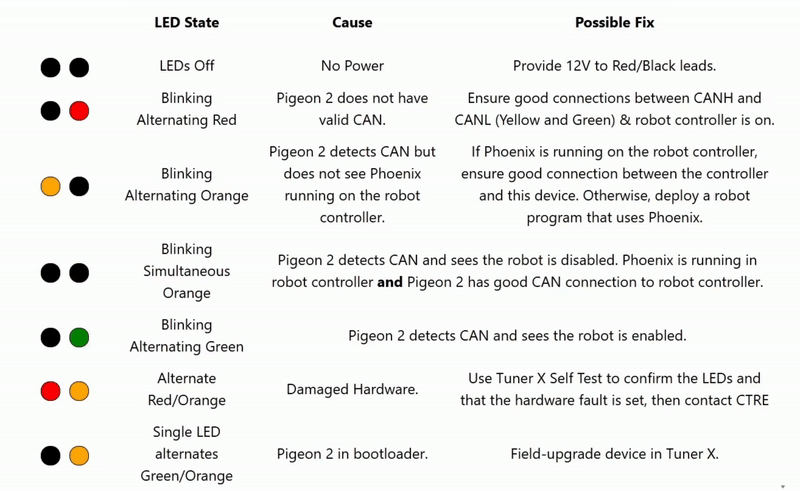 LED State Cause Possible Fix
LEDs Off No Power Provide 12V to Red/Black leads.
Blinking
Alternating Red
Pigeon 2 does not have
valid CAN.
Ensure good connections between CANH and
CANL (Yellow and Green) & robot controller is on.
Blinking
Alternating Orange
Pigeon 2 detects CAN but
does not see Phoenix
running on the robot
controller.
If Phoenix is running on the robot controller,
ensure good connection between the controller
and this device. Otherwise, deploy a robot
program that uses Phoenix.
Blinking
Simultaneous
Orange
Pigeon 2 detects CAN and sees the robot is disabled. Phoenix is running in
robot controller and Pigeon 2 has good CAN connection to robot controller.
Blinking
Alternating Green
Pigeon 2 detects CAN and sees the robot is enabled.
Alternate
Red/Orange
Damaged Hardware.
Use Tuner X Self Test to confirm the LEDs and
that the hardware fault is set, then contact CTRE
Single LED
alternates
Green/Orange
Pigeon 2 in bootloader.
Field-upgrade device in Tuner X.